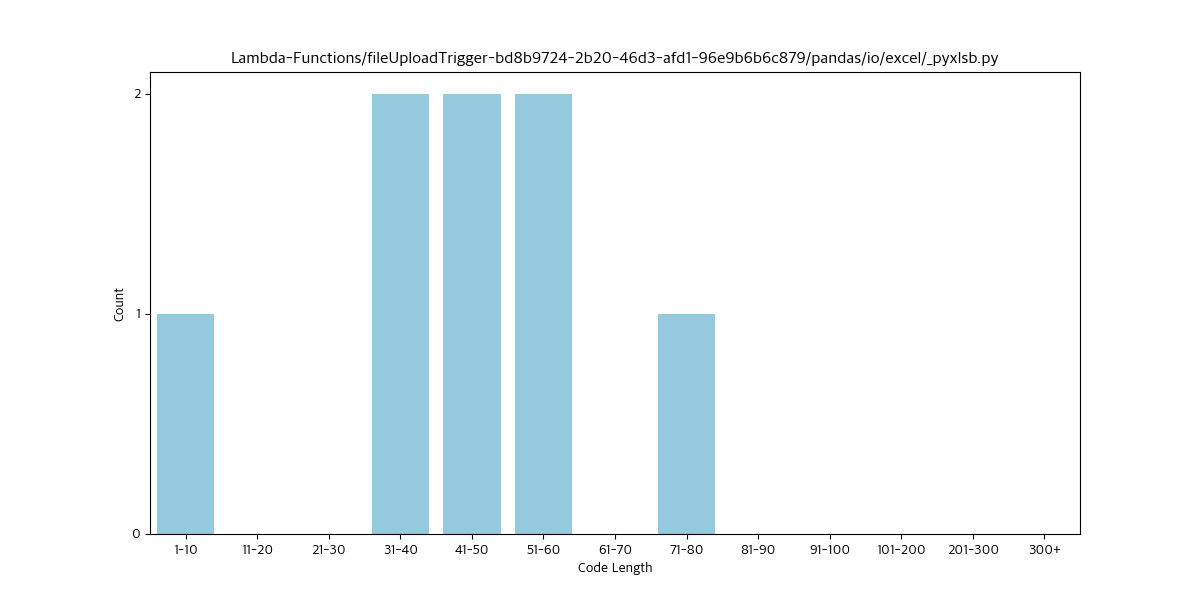 Lambda-Functions/fileUploadTrigger-bd8b9724-2b20-46d3-afd1-96e9b6b6c879/pandas/io/excel/_pyxlsb.py
2
1
0
Count
1-10 11-20 21-30 31-40 41-50 51-60 61-70 71-80 81-90 91-100 101-200 201-300 300+
Code Length